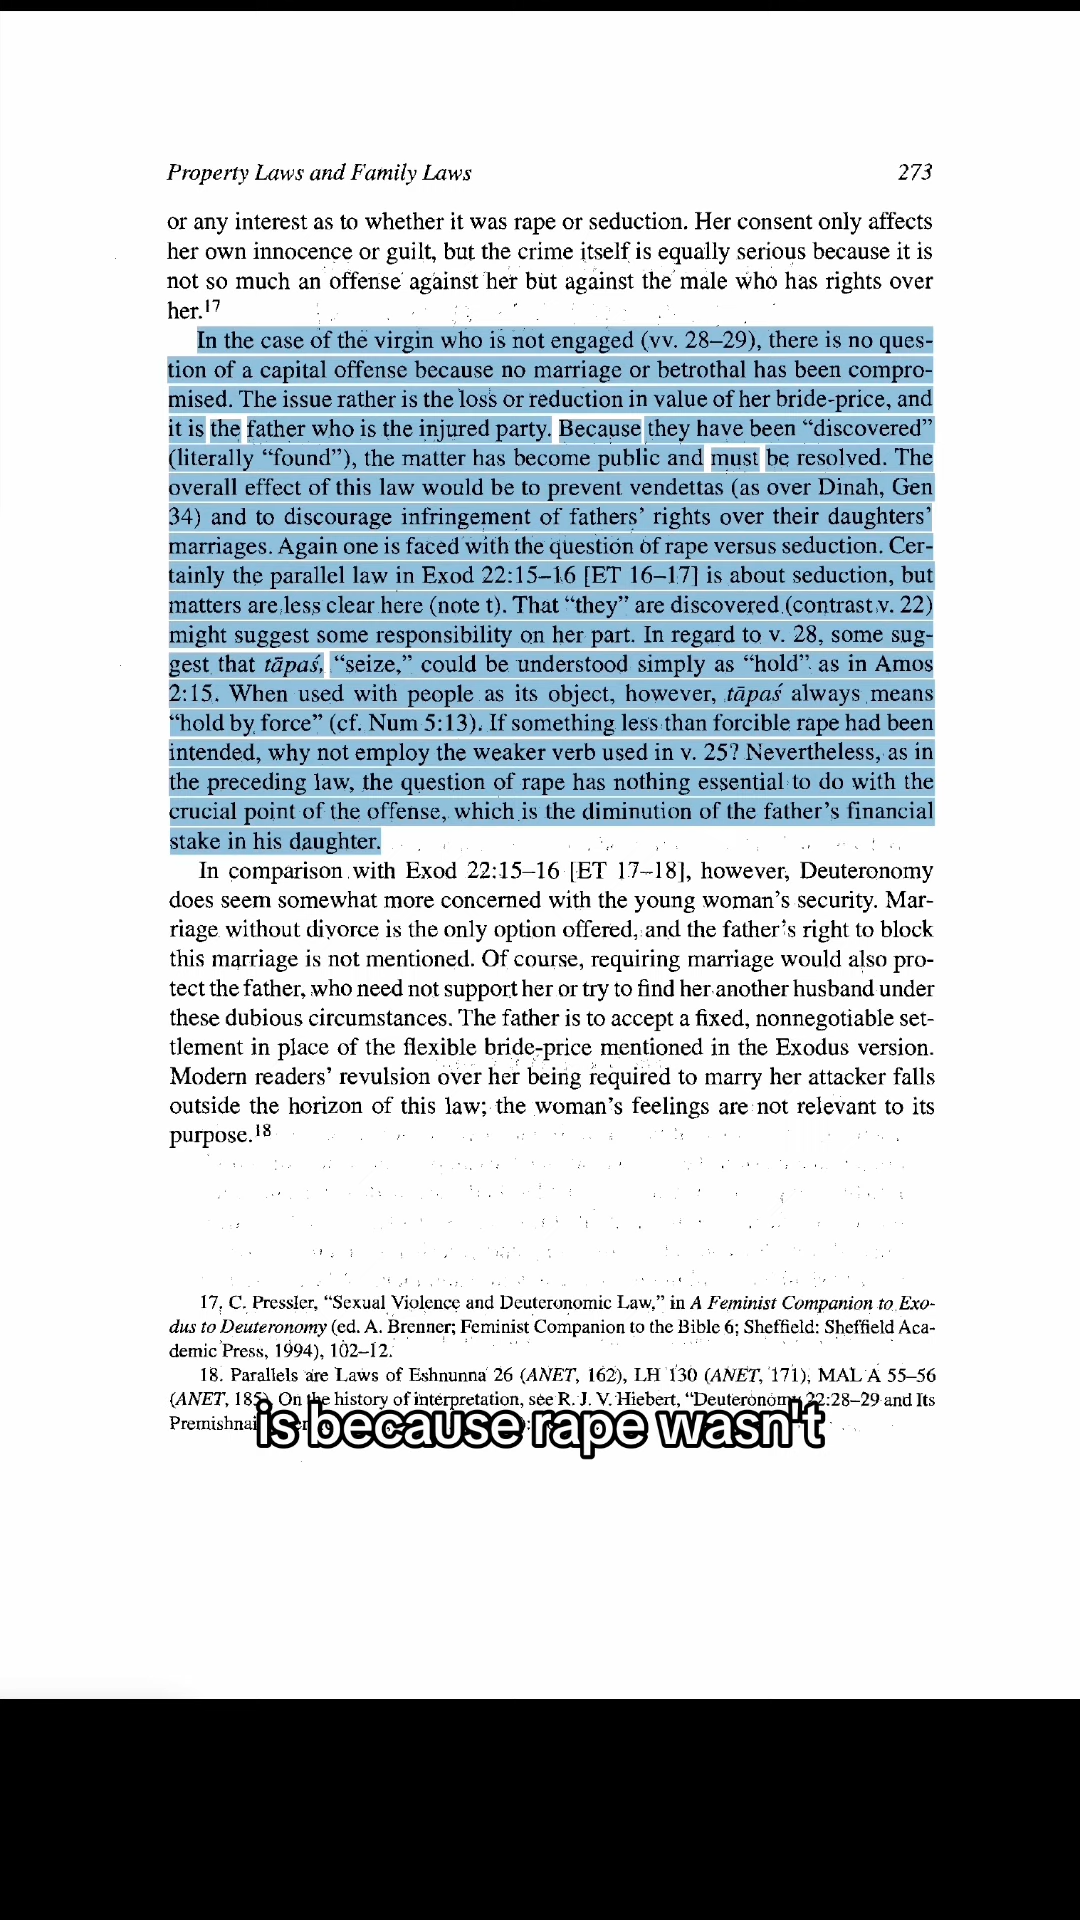 Property Laws and Family Laws 273
or any interest as to whether it was rape or seduction. Her consent only affects
her own innocence or guilt, but the crime itself is equally serious because it is
not so much an offense against her but against the male who has rights over
her.17
In the case of the virgin who is not engaged (vv. 28–29), there is no ques-
tion of a capital offense because no marriage or betrothal has been compro-
mised. The issue rather is the loss or reduction in value of her bride-price, and
it is the father who is the injured party. Because they have been “discovered”
(literally “found”), the matter has become public and must be resolved. The
overall effect of this law would be to prevent vendettas (as over Dinah, Gen
34) and to discourage infringement of fathers’ rights over their daughters’
marriages. Again one is faced with the question of rape versus seduction. Cer-
tainly the parallel law in Exod 22:15–16 [ET 16–17] is about seduction, but
matters are less clear here (note t). That “they” are discovered (contrast v. 22)
might suggest some responsibility on her part. In regard to v. 28, some sug-
gest that tāpaś, “seize,” could be understood simply as “hold” as in Amos
2:15. When used with people as its object, however, tāpaś always means
“hold by force” (cf. Num 5:13). If something less than forcible rape had been
intended, why not employ the weaker verb used in v. 25? Nevertheless, as in
the preceding law, the question of rape has nothing essential to do with the
crucial point of the offense, which is the diminution of the father’s financial
stake in his daughter.
In comparison with Exod 22:15–16 [ET 17–18], however, Deuteronomy
does seem somewhat more concerned with the young woman’s security. Mar-
riage without divorce is the only option offered, and the father’s right to block
this marriage is not mentioned. Of course, requiring marriage would also pro-
tect the father, who need not support her or try to find her another husband under
these dubious circumstances. The father is to accept a fixed, nonnegotiable set-
tlement in place of the flexible bride-price mentioned in the Exodus version.
Modern readers’ revulsion over her being required to marry her attacker falls
outside the horizon of this law; the woman’s feelings are not relevant to its
purpose.18
17. C. Pressler, “Sexual Violence and Deuteronomic Law,” in A Feminist Companion to Exo-
dus to Deuteronomy (ed. A. Brenner; Feminist Companion to the Bible 6; Sheffield: Sheffield Aca-
demic Press, 1994), 102–12.
18. Parallels are Laws of Eshnunna 26 (ANET, 162), LH 130 (ANET, 171), MAL A 55–56
(ANET, 185). On the history of interpretation, see R. J. V. Hiebert, “Deuteronomy 22:28–29 and Its
is because rape wasn't